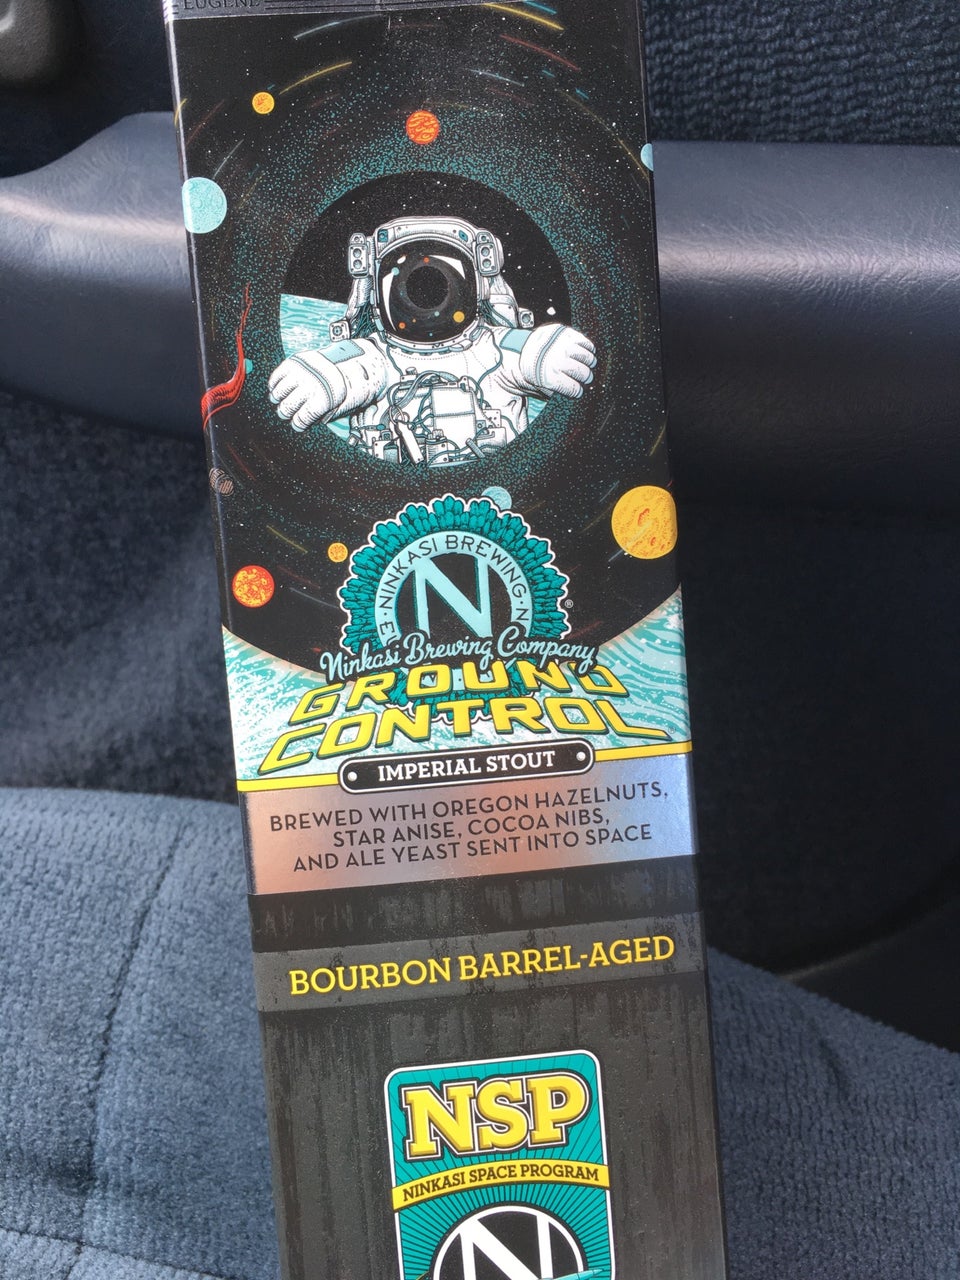 EUGENE
NINKASI BREWING · N
E
N
®
Ninkasi Brewing Company
GROUND
CONTROL
IMPERIAL STOUT
BREWED WITH OREGON HAZELNUTS,
STAR ANISE, COCOA NIBS,
AND ALE YEAST SENT INTO SPACE
BOURBON BARREL-AGED
NSP
NINKASI SPACE PROGRAM
N